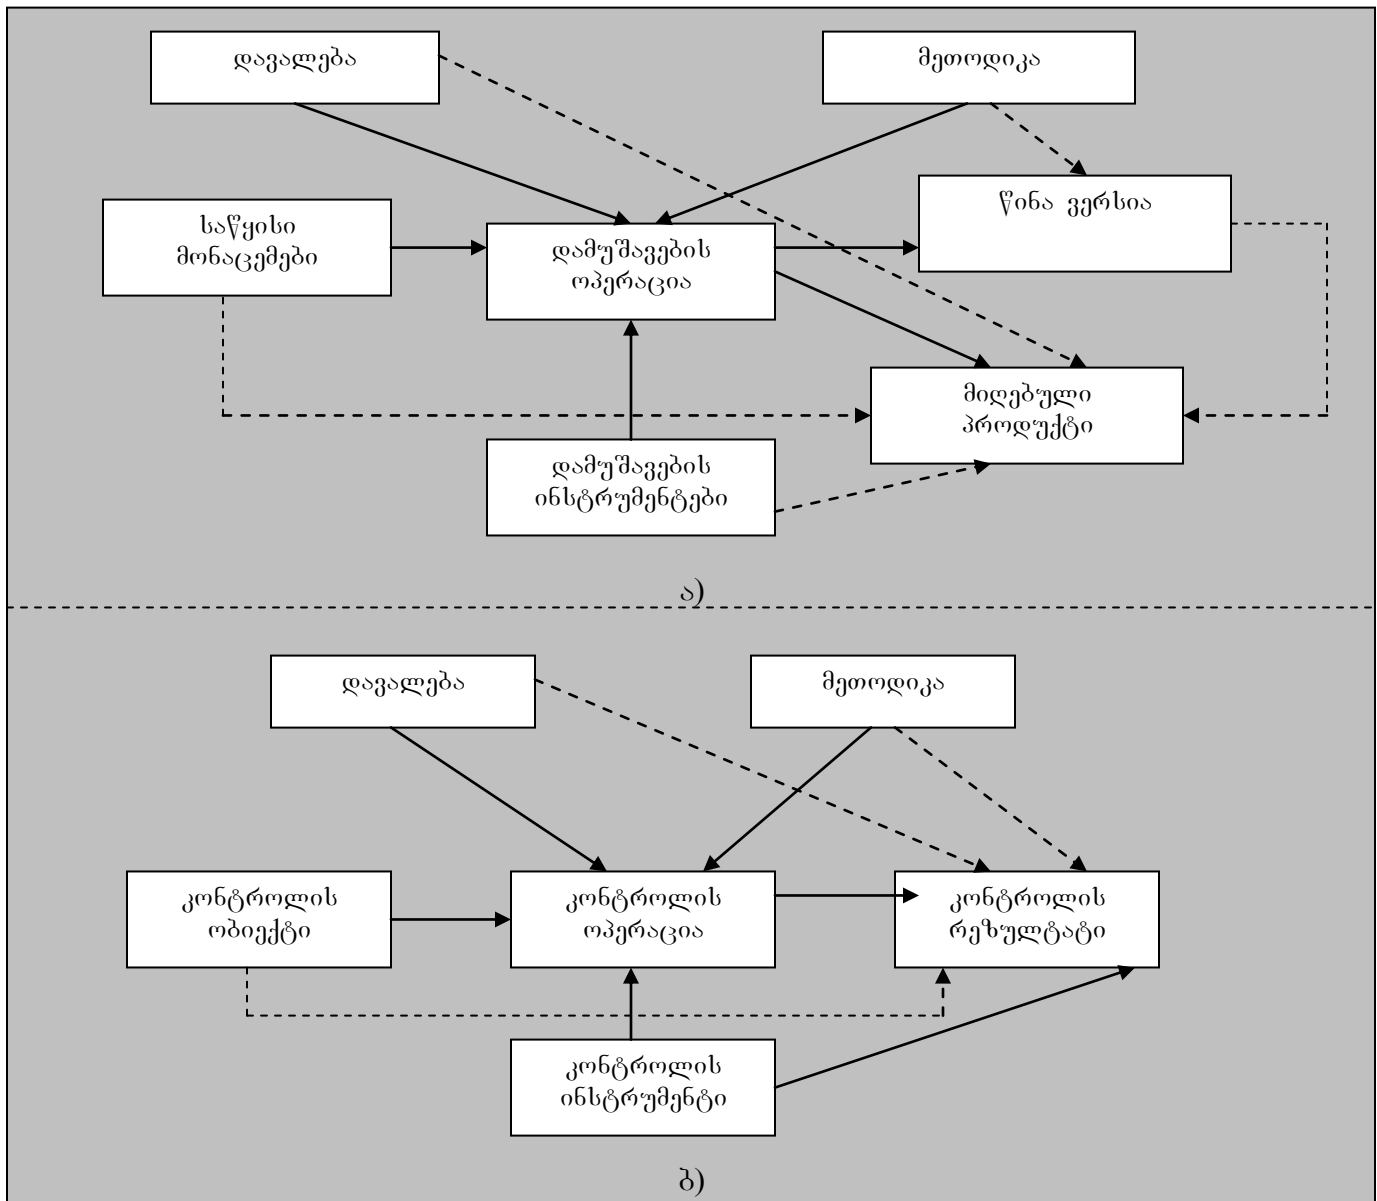 დავალება
მეთოდიკა
წინა ვერსია
საწყისი
მონაცემები
დამუშავების
ოპერაცია
მიღებული
პროდუქტი
დამუშავების
ინსტრუმენტები
ა)
დავალება
მეთოდიკა
კონტროლის
ობიექტი
კონტროლის
ოპერაცია
კონტროლის
რეზულტატი
კონტროლის
ინსტრუმენტი
ბ)